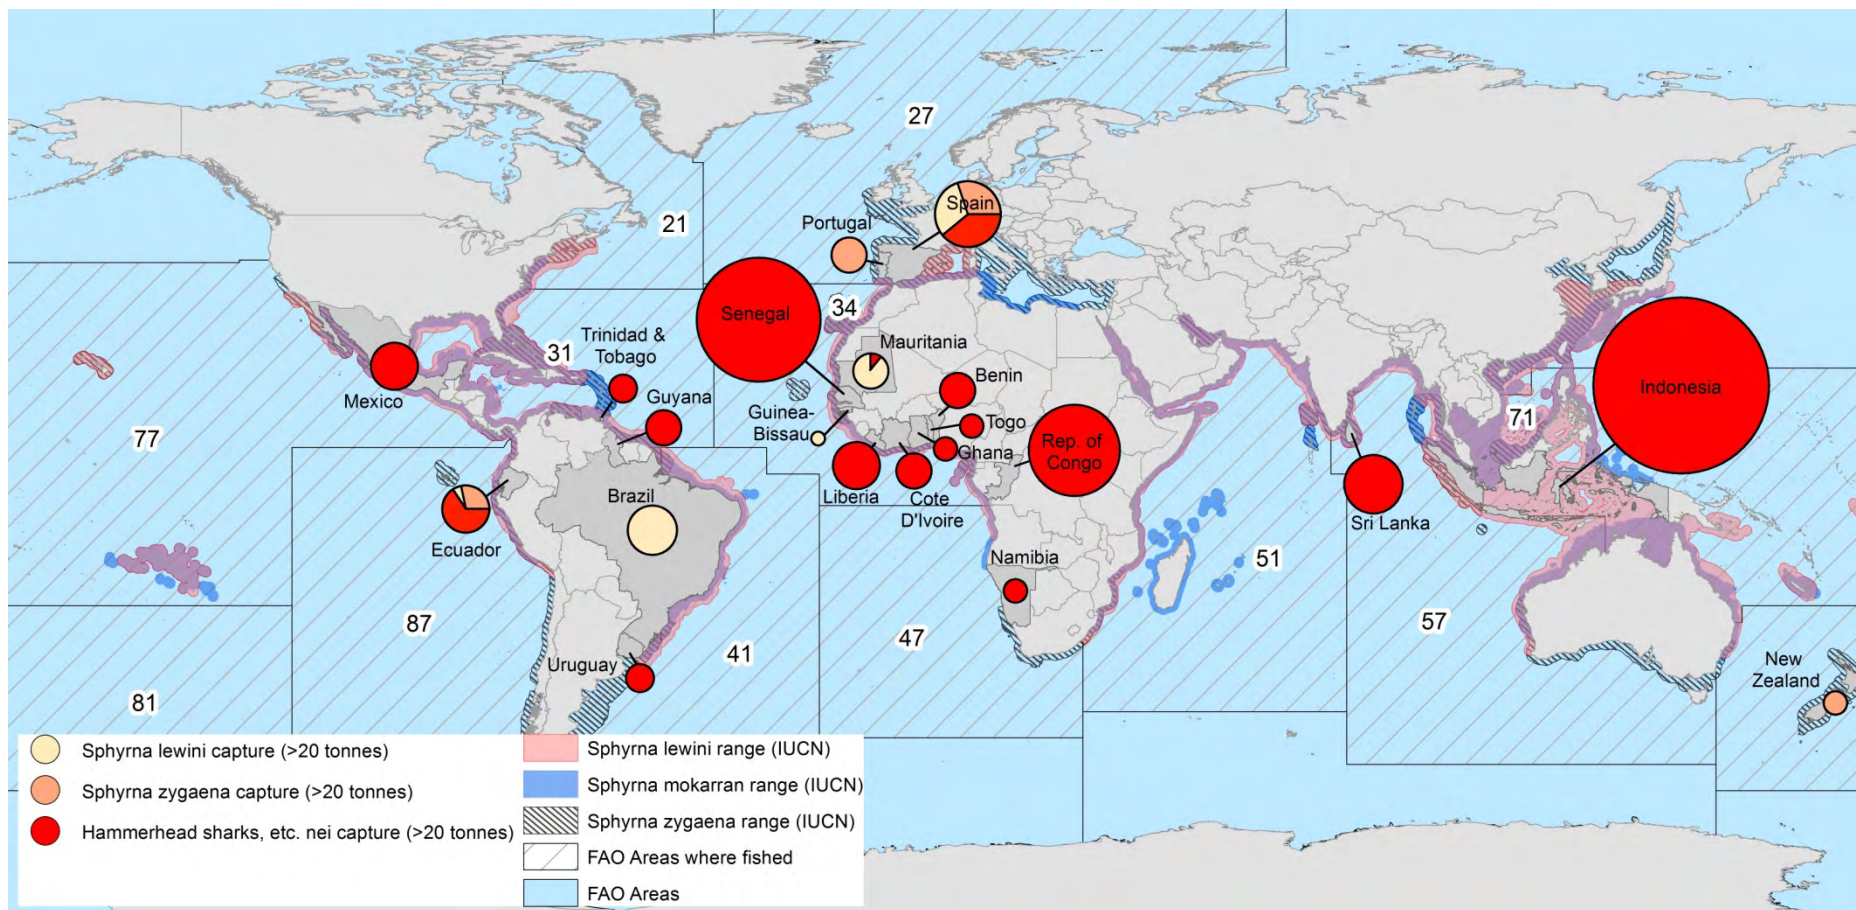 27
21
Portugal
Spain
34
Senegal
Mauritania
Trinidad &
Tobago
31
Mexico
Guyana
Guinea-
Bissau
Benin
Togo
Ghana
Rep. of
Congo
Liberia
Cote
D'Ivoire
71
Indonesia
Sri Lanka
77
Brazil
Ecuador
Namibia
51
87
41
47
57
Uruguay
81
New
Zealand
Sphyrna lewini capture (>20 tonnes)
Sphyrna zygaena capture (>20 tonnes)
Hammerhead sharks, etc. nei capture (>20 tonnes)
Sphyrna lewini range (IUCN)
Sphyrna mokarran range (IUCN)
Sphyrna zygaena range (IUCN)
FAO Areas where fished
FAO Areas